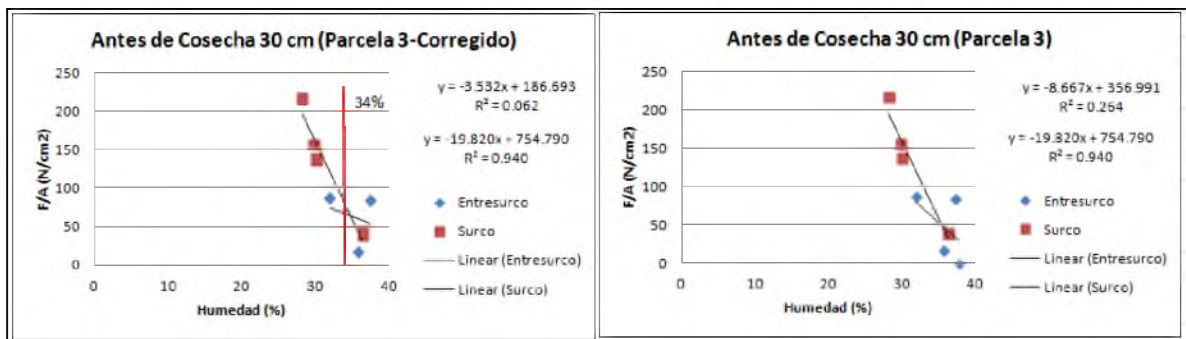 Antes de Cosecha 30 cm (Parcela 3-Corregido)
F/A (N/cm2)
250
200
150
100
50
0
34%
y = -3.532x + 186.693
R² = 0.062
y = -19.820x + 754.790
R² = 0.940
Entresurco
Surco
Linear (Entresurco)
Linear (Surco)
0
10
20
30
40
Humedad (%)
Antes de Cosecha 30 cm (Parcela 3)
F/A (N/cm2)
250
200
150
100
50
0
y = -8.667x + 356.991
R² = 0.264
y = -19.820x + 754.790
R² = 0.940
Entresurco
Surco
Linear (Entresurco)
Linear (Surco)
0
10
20
30
40
Humedad (%)